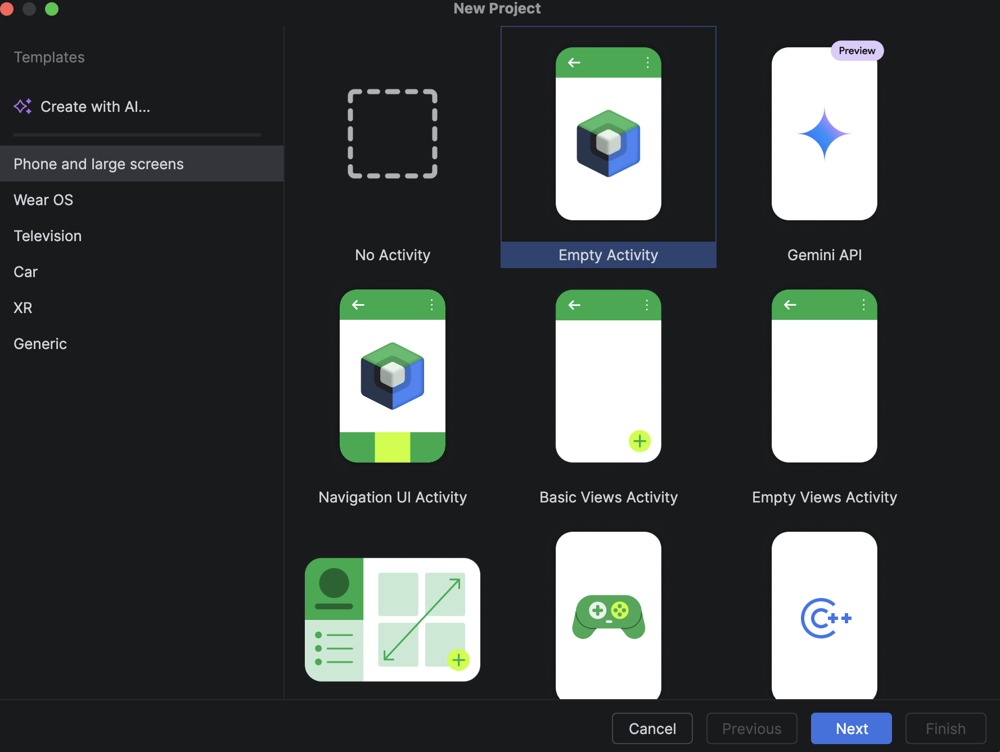 New Project
Templates
Create with AI...
Phone and large screens
Wear OS
Television
Car
XR
Generic
Preview
No Activity
Empty Activity
Gemini API
Navigation UI Activity
Basic Views Activity
Empty Views Activity
C++
Cancel
Previous
Next
Finish